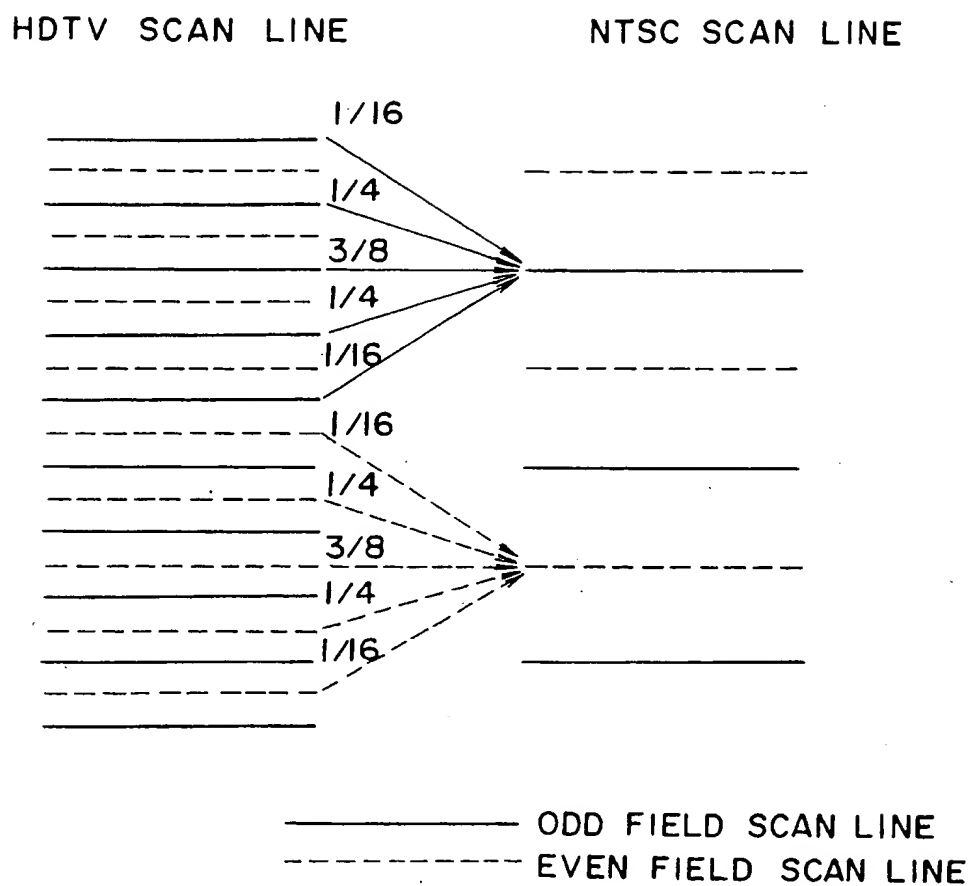 HDTV SCAN LINE
NTSC SCAN LINE
1/16
1/4
3/8
1/4
1/16
1/16
1/4
3/8
1/4
1/16
ODD FIELD SCAN LINE
EVEN FIELD SCAN LINE